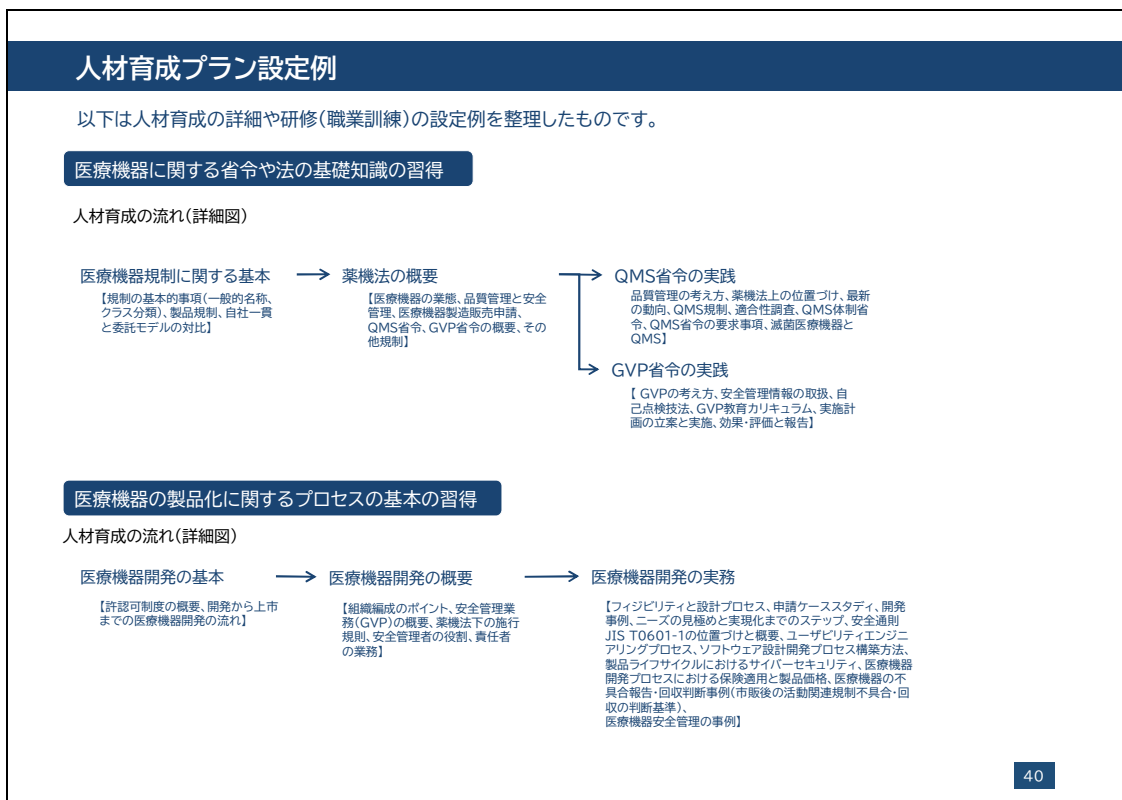 人材育成プラン設定例
以下は人材育成の詳細や研修(職業訓練)の設定例を整理したものです。
医療機器に関する省令や法の基礎知識の習得
人材育成の流れ(詳細図)
医療機器規制に関する基本
【規制の基本的事項(一般的名称、
クラス分類)、製品規制、自社一貫
と委託モデルの対比】
薬機法の概要
【医療機器の業態、品質管理と安全
管理、医療機器製造販売申請、
QMS省令、GVP省令の概要、その
他規制】
QMS省令の実践
品質管理の考え方、薬機法上の位置づけ、最新
の動向、QMS規制、適合性調査、QMS体制省
令、QMS省令の要求事項、滅菌医療機器と
QMS】
GVP省令の実践
【 GVPの考え方、安全管理情報の取扱、自
己点検技法、GVP教育カリキュラム、実施計
画の立案と実施、効果・評価と報告】
医療機器の製品化に関するプロセスの基本の習得
人材育成の流れ(詳細図)
医療機器開発の基本
【許認可制度の概要、開発から上市
までの医療機器開発の流れ】
医療機器開発の概要
【組織編成のポイント、安全管理業
務(GVP)の概要、薬機法下の施行
規則、安全管理者の役割、責任者
の業務】
医療機器開発の実務
【フィジビリティと設計プロセス、申請ケーススタディ、開発
事例、ニーズの見極めと実現化までのステップ、安全通則
JIS T0601-1の位置づけと概要、ユーザビリティエンジニ
アリングプロセス、ソフトウェア設計開発プロセス構築方法、
製品ライフサイクルにおけるサイバーセキュリティ、医療機器
開発プロセスにおける保険適用と製品価格、医療機器の不
具合報告・回収判断事例(市販後の活動関連規制不具合・回
収の判断基準)、
医療機器安全管理の事例】
40